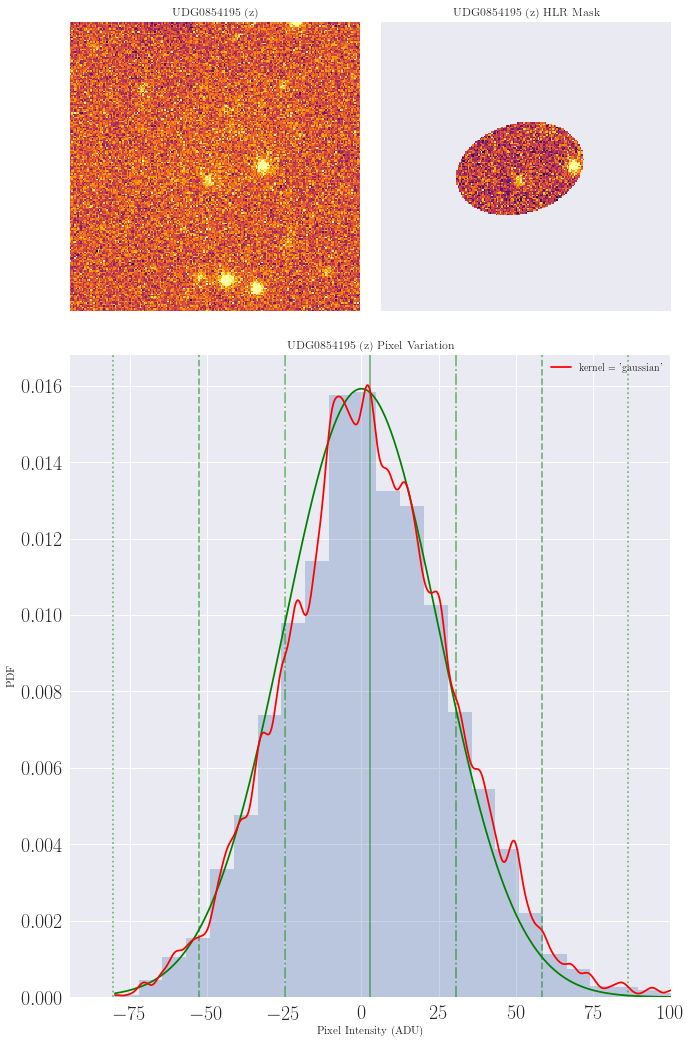 UDG0854195 (z)
UDG0854195 (z) HLR Mask
UDG0854195 (z) Pixel Variation
kernel = 'gaussian'
0.016
0.014
0.012
0.010
0.008
0.006
0.004
0.002
0.000
PDF
−75
−50
−25
0
25
50
75
100
Pixel Intensity (ADU)